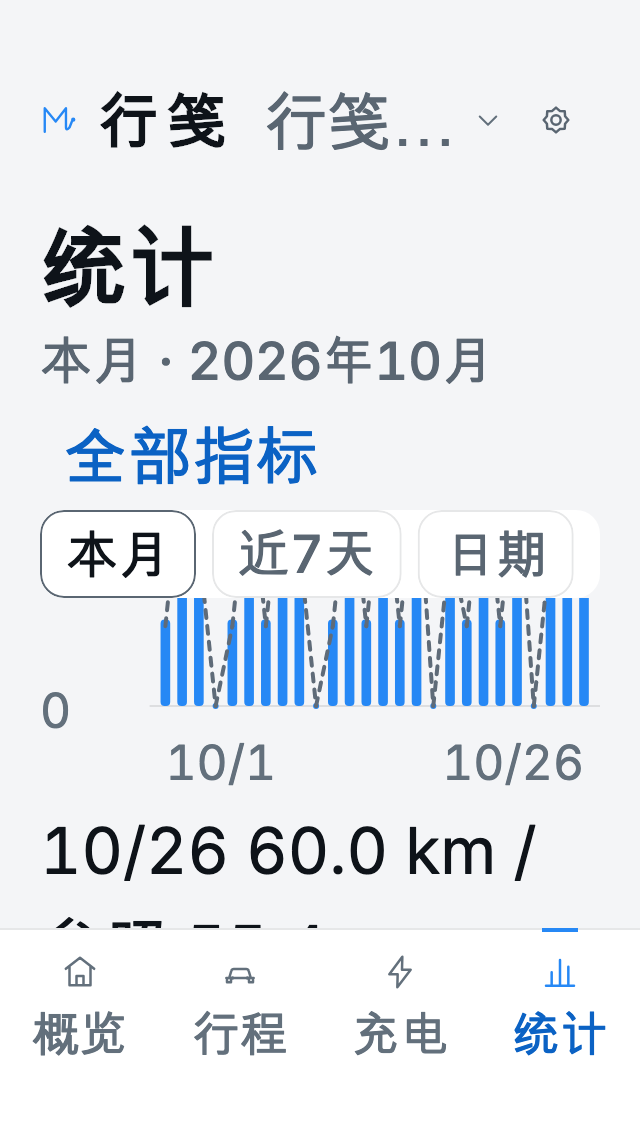 行笺 行笺…
统计
本月 · 2026年10月
全部指标
本月 近7天 日期
0
10/1 10/26
10/26 60.0 km /
概览 行程 充电 统计